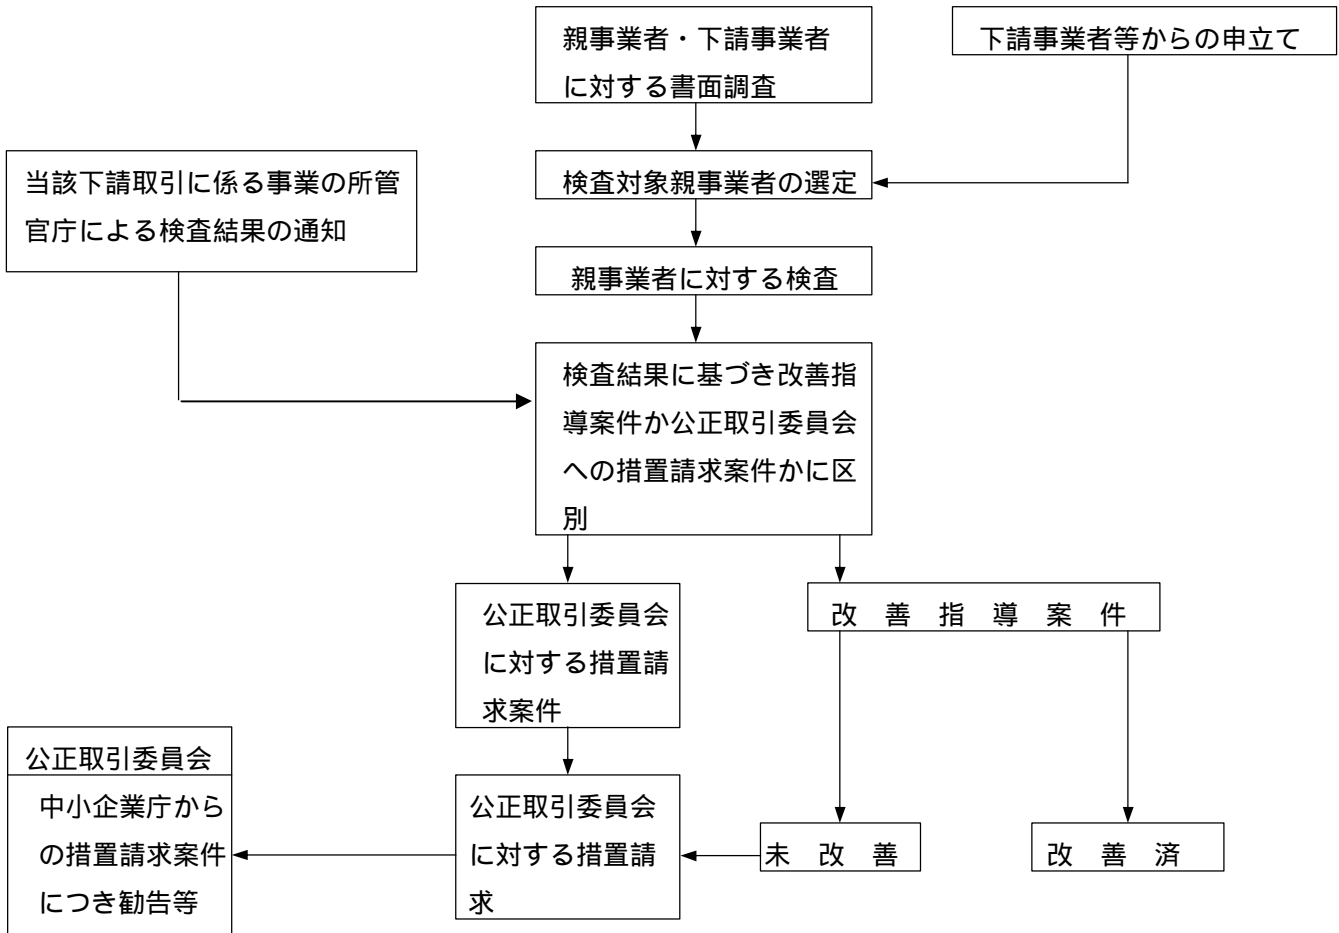 親事業者・下請事業者
に対する書面調査
下請事業者等からの申立て
当該下請取引に係る事業の所管
官庁による検査結果の通知
検査対象親事業者の選定
親事業者に対する検査
検査結果に基づき改善指
導案件か公正取引委員会
への措置請求案件かに区
別
公正取引委員会
に対する措置請
求案件
改 善 指 導 案 件
公正取引委員会
中小企業庁から
の措置請求案件
につき勧告等
公正取引委員会
に対する措置請
求
未 改 善
改 善 済